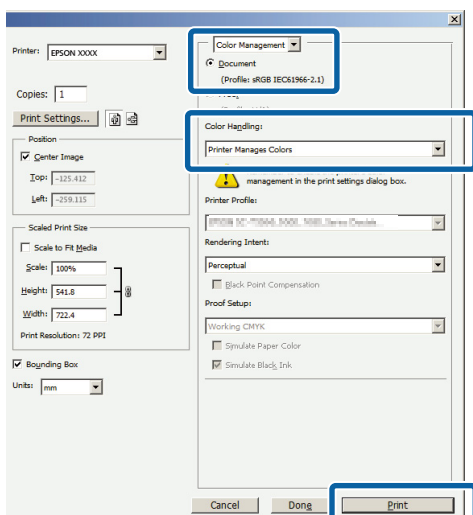 Printer: EPSON XXXX
Copies: 1
Print Settings...
Position
Center Image
Top: -125.412
Left: -259.115
Scaled Print Size
Scale to Fit Media
Scale: 100%
Height: 541.8
Width: 722.4
Print Resolution: 72 PPI
Bounding Box
Units: mm
Color Management
Document
(Profile: sRGB IEC61966-2.1)
Color Handling:
Printer Manages Colors
management in the print settings dialog box.
Printer Profile:
Rendering Intent:
Perceptual
Black Point Compensation
Proof Setup:
Working CMYK
Simulate Paper Color
Simulate Black Ink
Cancel
Done
Print